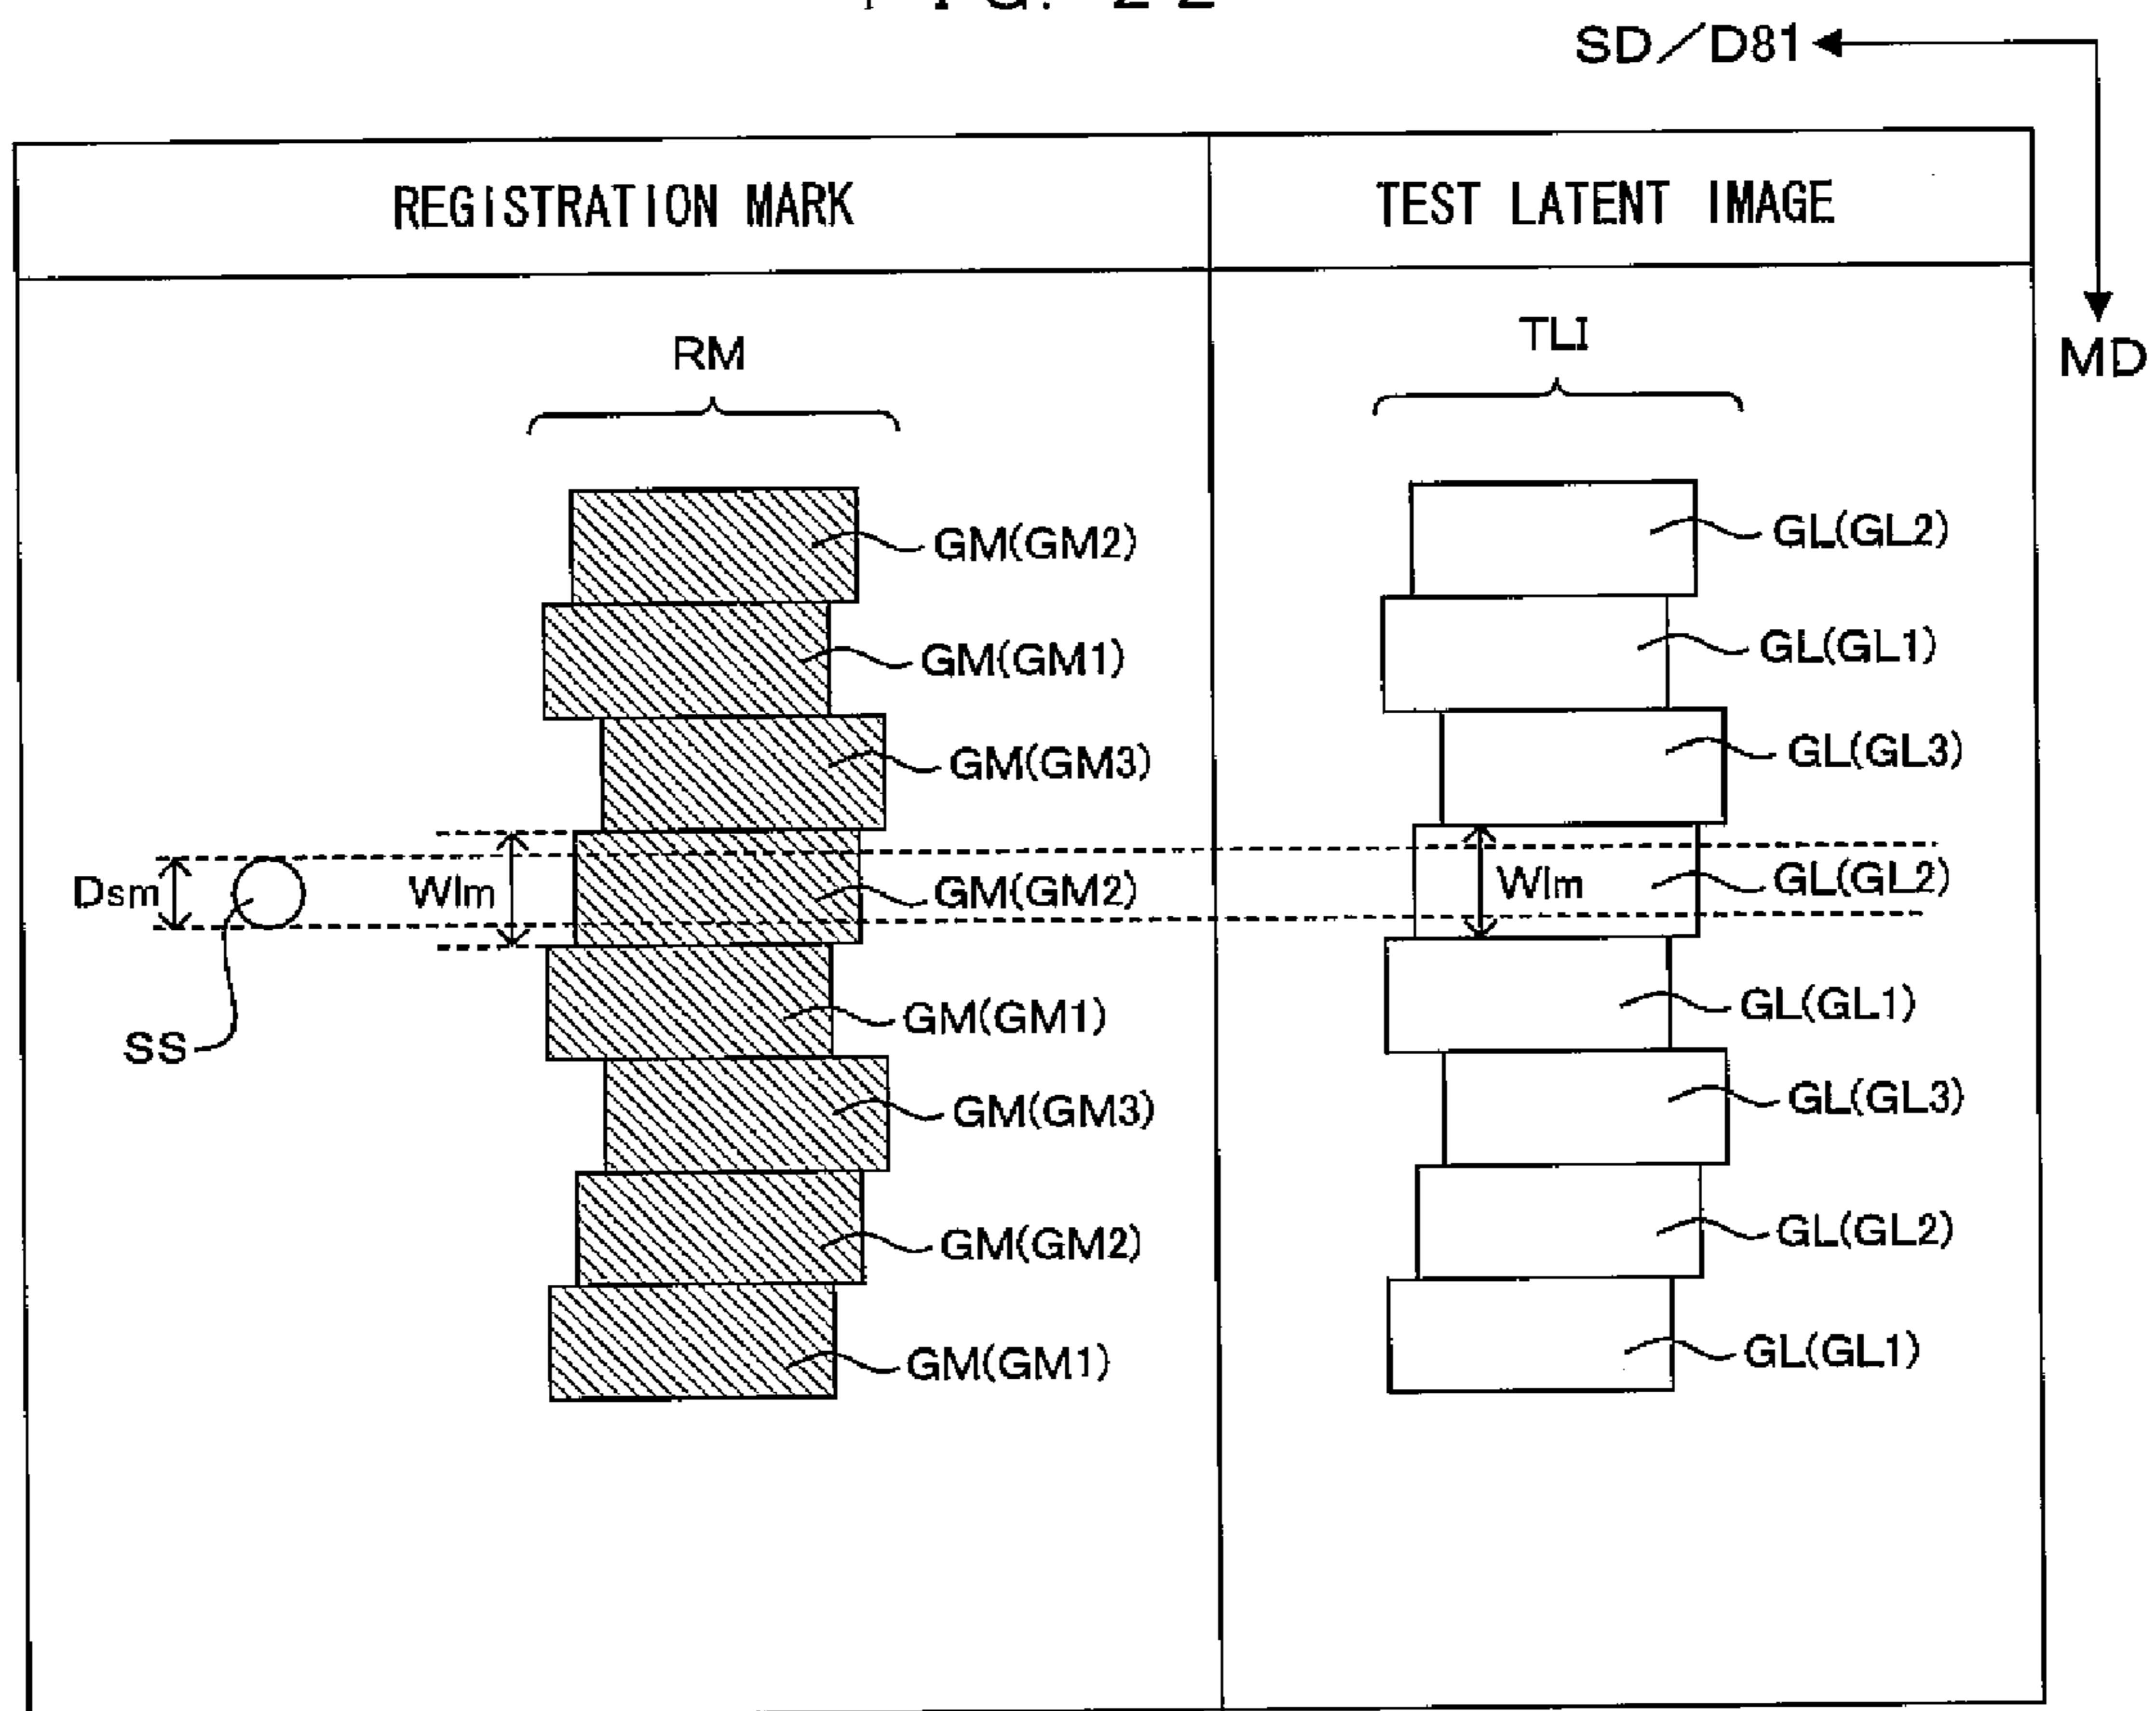 FIG. 22
SD/D81
MD
REGISTRATION MARK
TEST LATENT IMAGE
RM
TLI
GM(GM2)
GL(GL2)
GM(GM1)
GL(GL1)
GM(GM3)
GL(GL3)
Dsm
Wlm
GM(GM2)
Wlm
GL(GL2)
SS
GM(GM1)
GL(GL1)
GM(GM3)
GL(GL3)
GM(GM2)
GL(GL2)
GM(GM1)
GL(GL1)